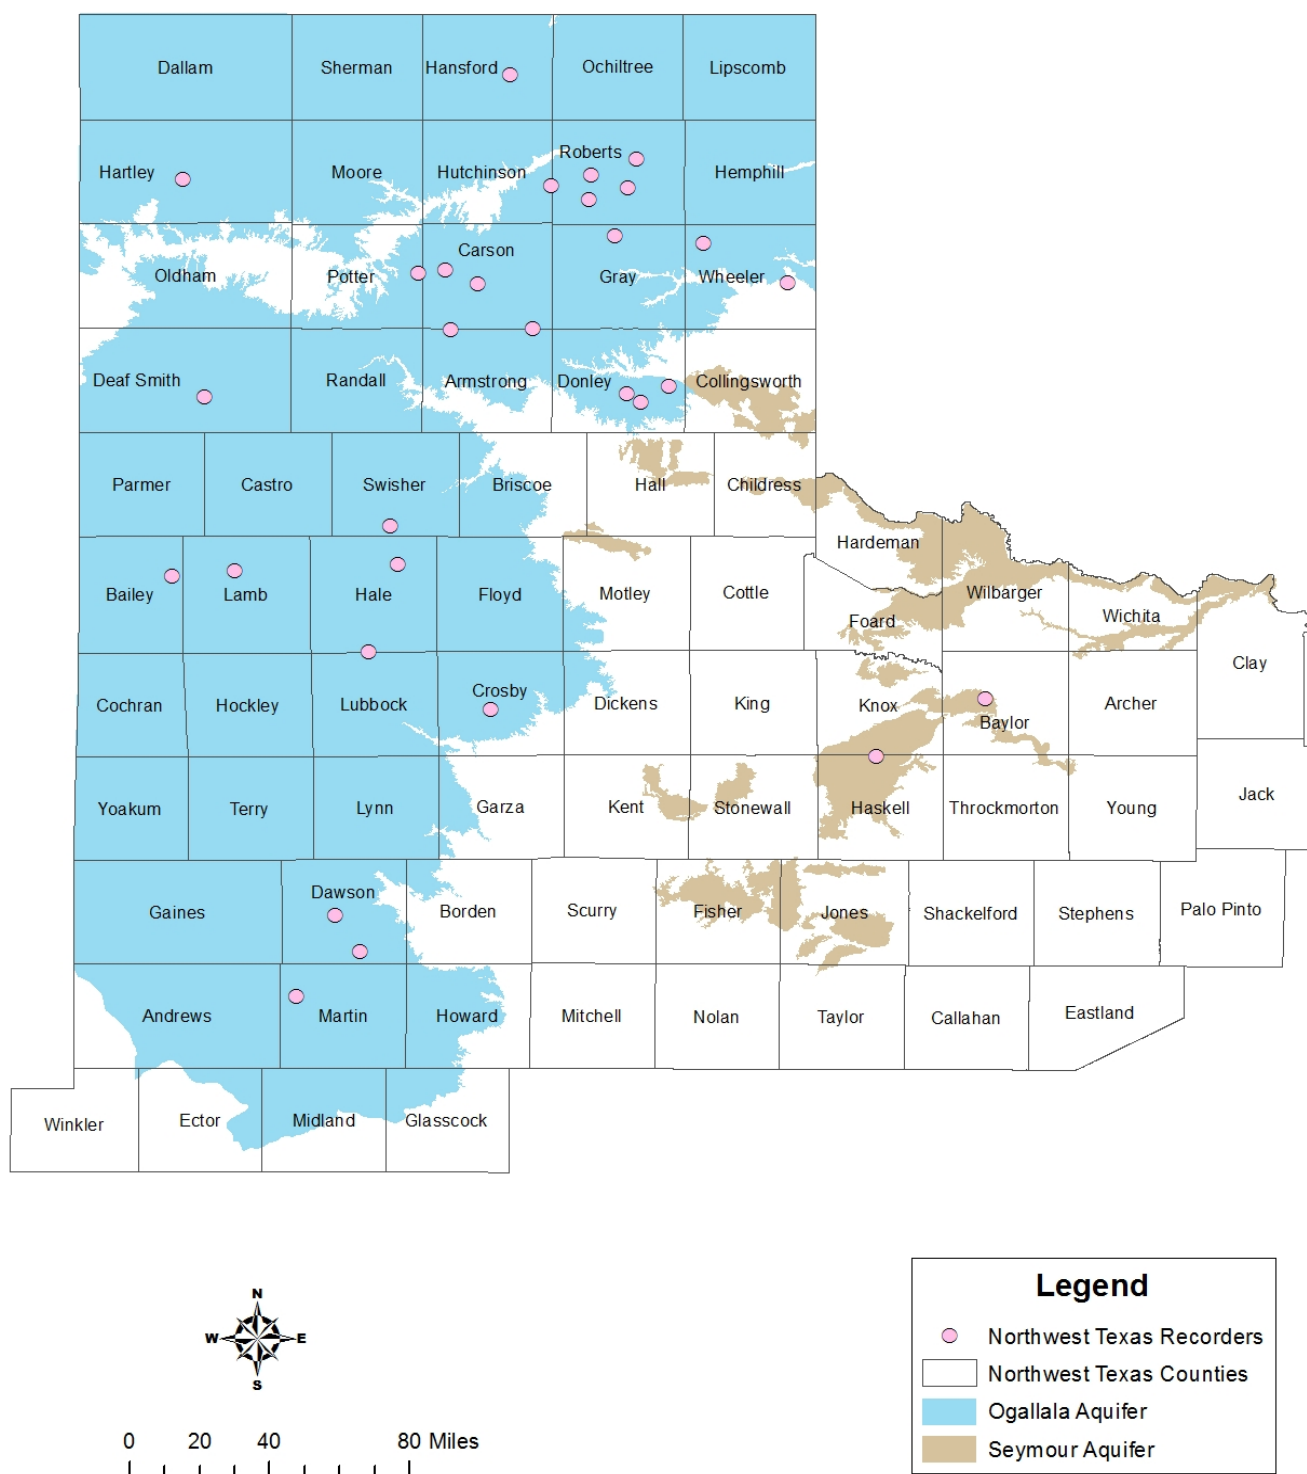 Dallam Sherman Hansford Ochiltree Lipscomb
Hartley Moore Hutchinson Roberts Hemphill
Oldham Potter Carson Gray Wheeler
Deaf Smith Randall Armstrong Donley Collingsworth
Parmer Castro Swisher Briscoe Hall Childress
Hardeman
Bailey Lamb Hale Floyd Motley Cottle Foard Wilbarger Wichita
Clay
Cochran Hockley Lubbock Crosby Dickens King Knox Baylor Archer
Yoakum Terry Lynn Garza Kent Stonewall Haskell Throckmorton Young Jack
Gaines Dawson Borden Scurry Fisher Jones Shackelford Stephens Palo Pinto
Andrews Martin Howard Mitchell Nolan Taylor Callahan Eastland
Winkler Ector Midland Glasscock
N
W E
S
0 20 40 80 Miles
Legend
Northwest Texas Recorders
Northwest Texas Counties
Ogallala Aquifer
Seymour Aquifer